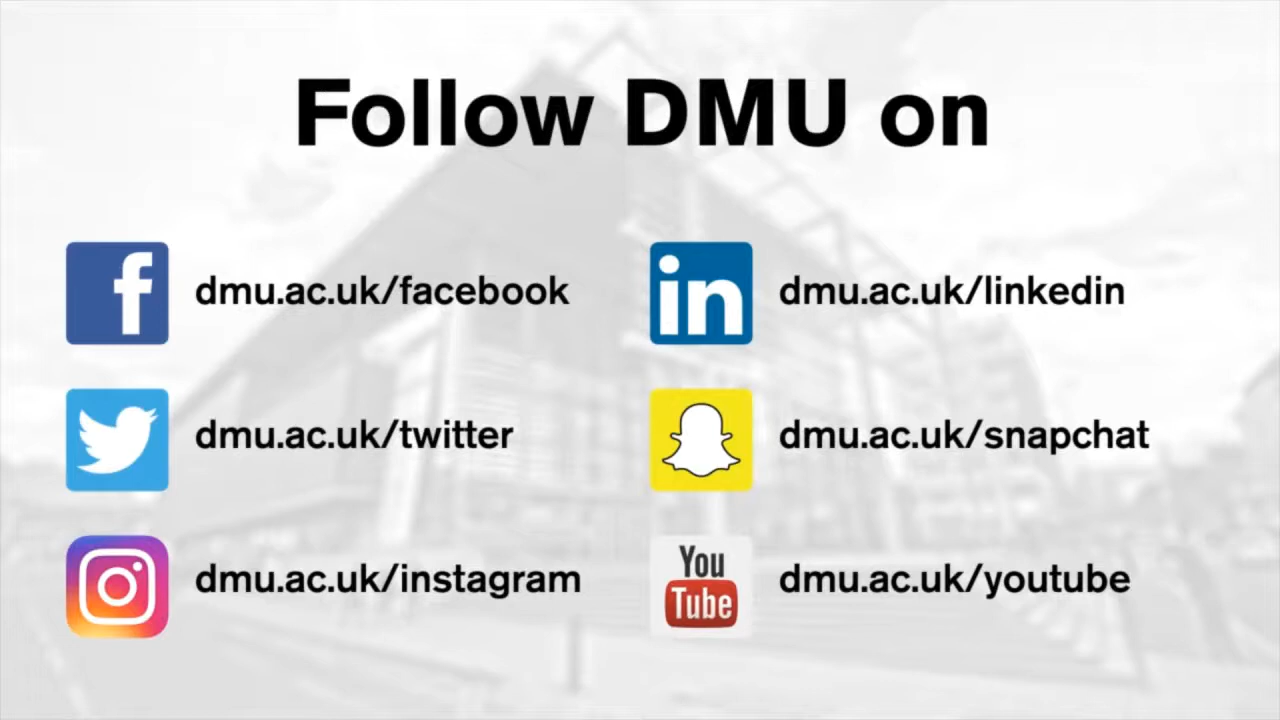 Follow DMU on
dmu.ac.uk/facebook
dmu.ac.uk/linkedin
dmu.ac.uk/twitter
dmu.ac.uk/snapchat
dmu.ac.uk/instagram
You
Tube
dmu.ac.uk/youtube